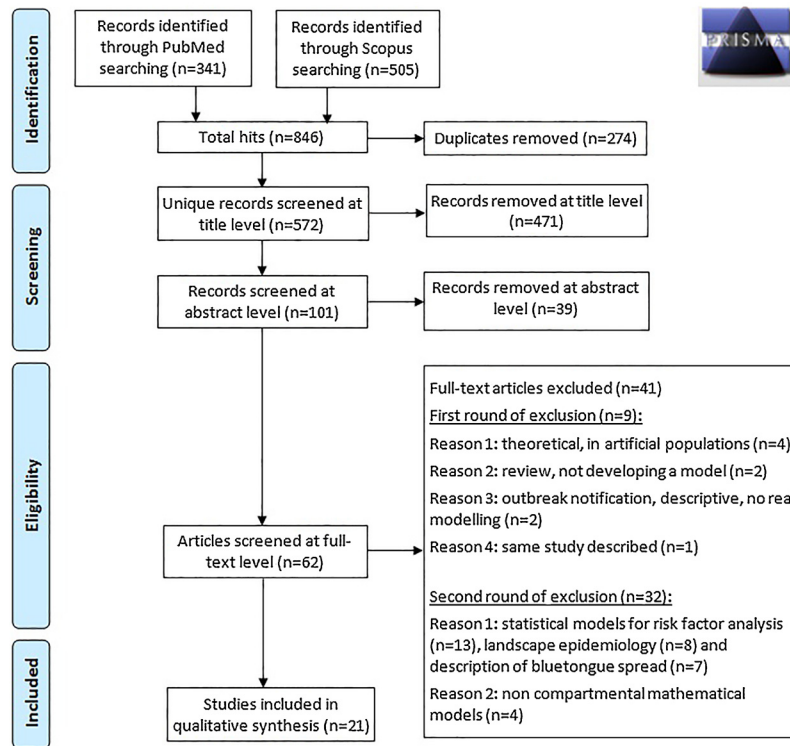 Identification
Records identified
through PubMed
searching (n=341)
Records identified
through Scopus
searching (n=505)
PRISMA
Total hits (n=846)
Duplicates removed (n=274)
Screening
Unique records screened at
title level (n=572)
Records removed at title level
(n=471)
Records screened at
abstract level (n=101)
Records removed at abstract
level (n=39)
Eligibility
Articles screened at full-
text level (n=62)
Full-text articles excluded (n=41)
First round of exclusion (n=9):
Reason 1: theoretical, in artificial populations (n=4)
Reason 2: review, not developing a model (n=2)
Reason 3: outbreak notification, descriptive, no rea
modelling (n=2)
Reason 4: same study described (n=1)
Second round of exclusion (n=32):
Reason 1: statistical models for risk factor analysis
(n=13), landscape epidemiology (n=8) and
description of bluetongue spread (n=7)
Reason 2: non compartmental mathematical
models (n=4)
Included
Studies included in
qualitative synthesis (n=21)